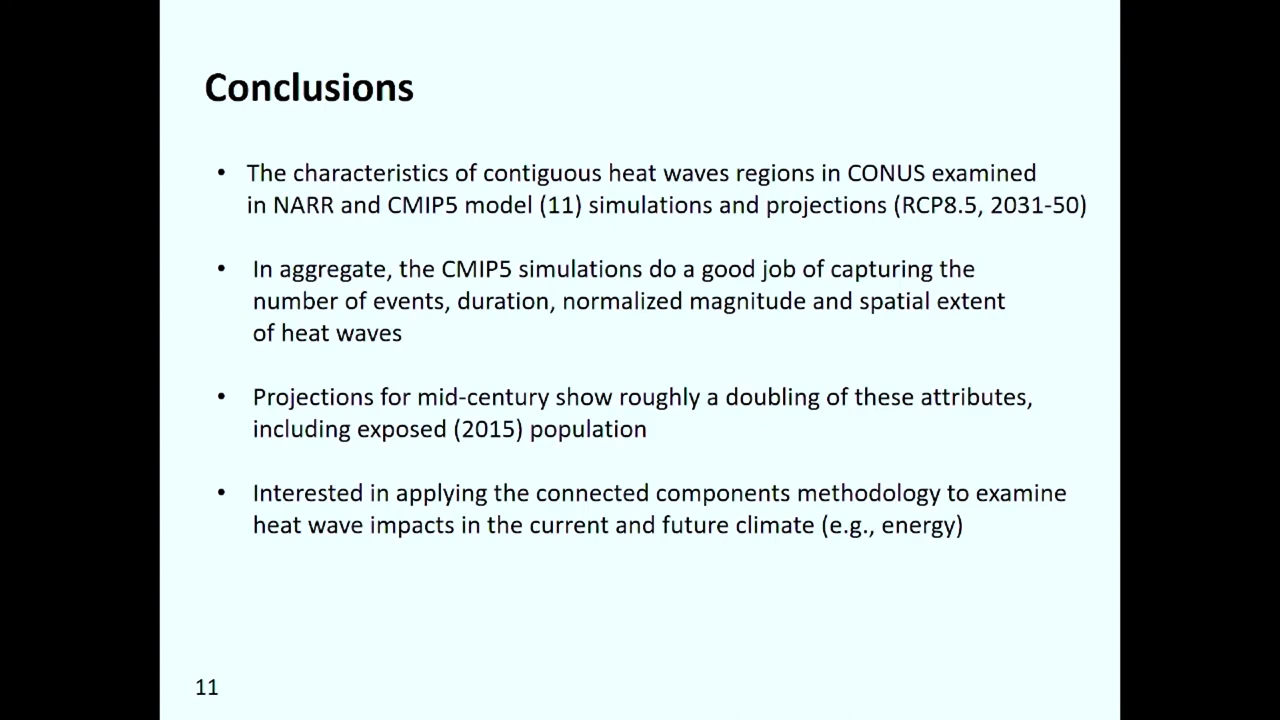 Conclusions
• The characteristics of contiguous heat waves regions in CONUS examined
in NARR and CMIP5 model (11) simulations and projections (RCP8.5, 2031-50)
• In aggregate, the CMIP5 simulations do a good job of capturing the
number of events, duration, normalized magnitude and spatial extent
of heat waves
• Projections for mid-century show roughly a doubling of these attributes,
including exposed (2015) population
• Interested in applying the connected components methodology to examine
heat wave impacts in the current and future climate (e.g., energy)
11